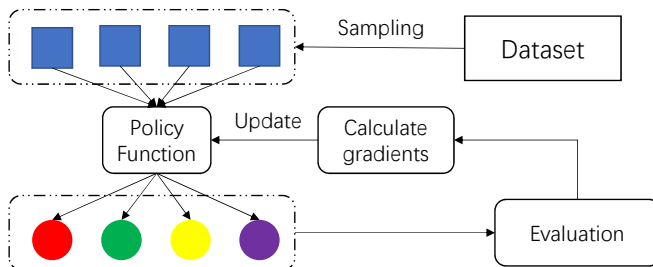 Sampling
Dataset
Policy
Function
Update
Calculate
gradients
Evaluation